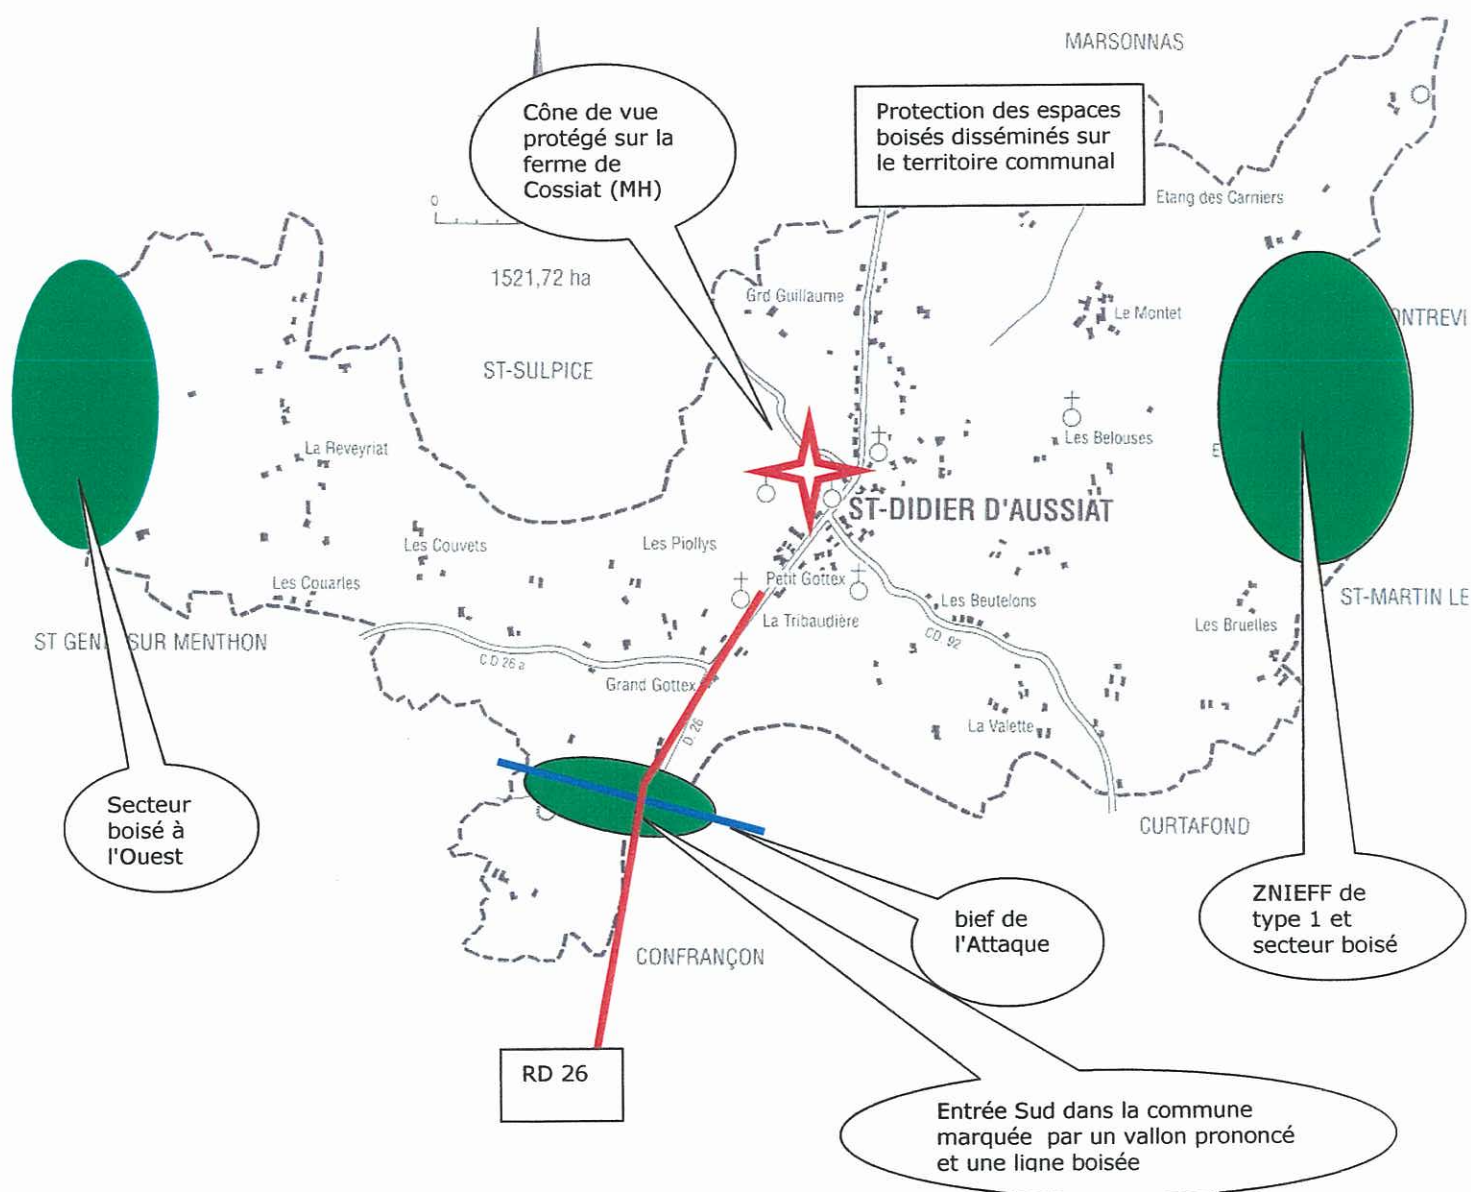 MARSONNAS
Cône de vue
protégé sur la
ferme de
Cossiat (MH)
Protection des espaces
boisés disséminés sur
le territoire communal
Etang des Carniers
0
1521,72 ha
Grd Guillaume
Le Montet
ONTREVI
ST-SULPICE
La Reveyriat
Les Belouses
E
ST-DIDIER D'AUSSIAT
Les Couvets
Les Piollys
Petit Gottex
Les Couarles
La Tribaudière
Les Beutelons
ST-MARTIN LE
Les Bruelles
ST GEN SUR MENTHON
CD 92
C D 26 a
Grand Gottex
D. 26
La Valette
Secteur
boisé à
l'Ouest
CURTAFOND
bief de
l'Attaque
ZNIEFF de
type 1 et
secteur boisé
CONFRANÇON
RD 26
Entrée Sud dans la commune
marquée par un vallon prononcé
et une ligne boisée